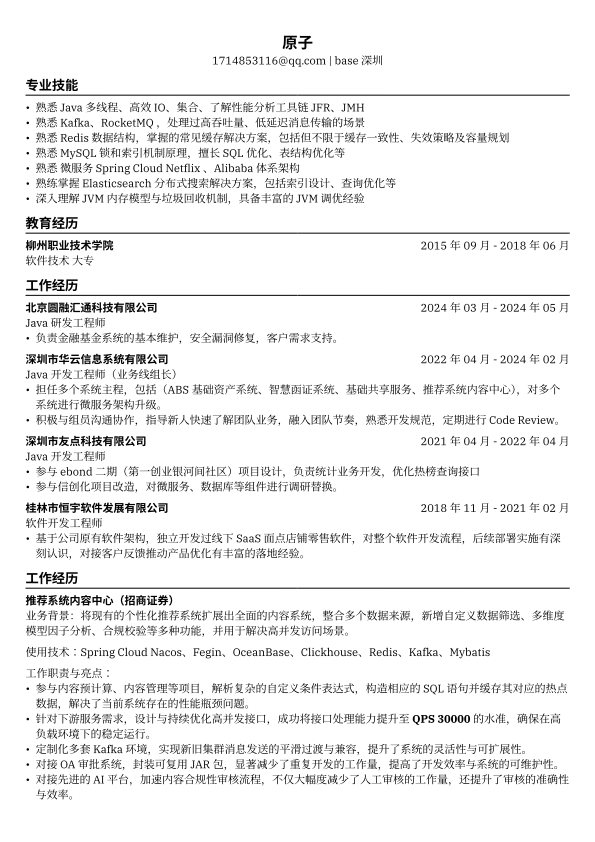 原子
1714853116@qq.com | base 深圳
专业技能
• 熟悉 Java 多线程、高效 IO、集合、了解性能分析工具链 JFR、JMH
• 熟悉 Kafka、RocketMQ ，处理过高吞吐量、低延迟消息传输的场景
• 熟悉 Redis 数据结构，掌握的常见缓存解决方案，包括但不限于缓存一致性、失效策略及容量规划
• 熟悉 MySQL 锁和索引机制原理，擅长 SQL 优化、表结构优化等
• 熟悉 微服务 Spring Cloud Netflix 、Alibaba 体系架构
• 熟练掌握 Elasticsearch 分布式搜索解决方案，包括索引设计、查询优化等
• 深入理解 JVM 内存模型与垃圾回收机制，具备丰富的 JVM 调优经验
教育经历
柳州职业技术学院 2015 年 09 月 - 2018 年 06 月
软件技术 大专
工作经历
北京圆融汇通科技有限公司 2024 年 03 月 - 2024 年 05 月
Java 研发工程师
• 负责金融基金系统的基本维护，安全漏洞修复，客户需求支持。
深圳市华云信息系统有限公司 2022 年 04 月 - 2024 年 02 月
Java 开发工程师（业务线组长）
• 担任多个系统主程，包括（ABS 基础资产系统、智慧函证系统、基础共享服务、推荐系统内容中心），对多个
系统进行微服务架构升级。
• 积极与组员沟通协作，指导新人快速了解团队业务，融入团队节奏，熟悉开发规范，定期进行 Code Review。
深圳市友点科技有限公司 2021 年 04 月 - 2022 年 04 月
Java 开发工程师
• 参与 ebond 二期（第一创业银河间社区）项目设计，负责统计业务开发，优化热榜查询接口
• 参与信创化项目改造，对微服务、数据库等组件进行调研替换。
桂林市恒宇软件发展有限公司 2018 年 11 月 - 2021 年 02 月
软件开发工程师
• 基于公司原有软件架构，独立开发过线下 SaaS 面点店铺零售软件，对整个软件开发流程，后续部署实施有深
刻认识，对接客户反馈推动产品优化有丰富的落地经验。
工作经历
推荐系统内容中心（招商证券）
业务背景：将现有的个性化推荐系统扩展出全面的内容系统，整合多个数据来源，新增自定义数据筛选、多维度
模型因子分析、合规校验等多种功能，并用于解决高并发访问场景。
使用技术：Spring Cloud Nacos、Fegin、OceanBase、Clickhouse、Redis、Kafka、Mybatis
工作职责与亮点：
• 参与内容预计算、内容管理等项目，解析复杂的自定义条件表达式，构造相应的 SQL 语句并缓存其对应的热点
数据，解决了当前系统存在的性能瓶颈问题。
• 针对下游服务需求，设计与持续优化高并发接口，成功将接口处理能力提升至 QPS 30000 的水准，确保在高
负载环境下的稳定运行。
• 定制化多套 Kafka 环境，实现新旧集群消息发送的平滑过渡与兼容，提升了系统的灵活性与可扩展性。
• 对接 OA 审批系统，封装可复用 JAR 包，显著减少了重复开发的工作量，提高了开发效率与系统的可维护性。
• 对接先进的 AI 平台，加速内容合规性审核流程，不仅大幅度减少了人工审核的工作量，还提升了审核的准确性
与效率。